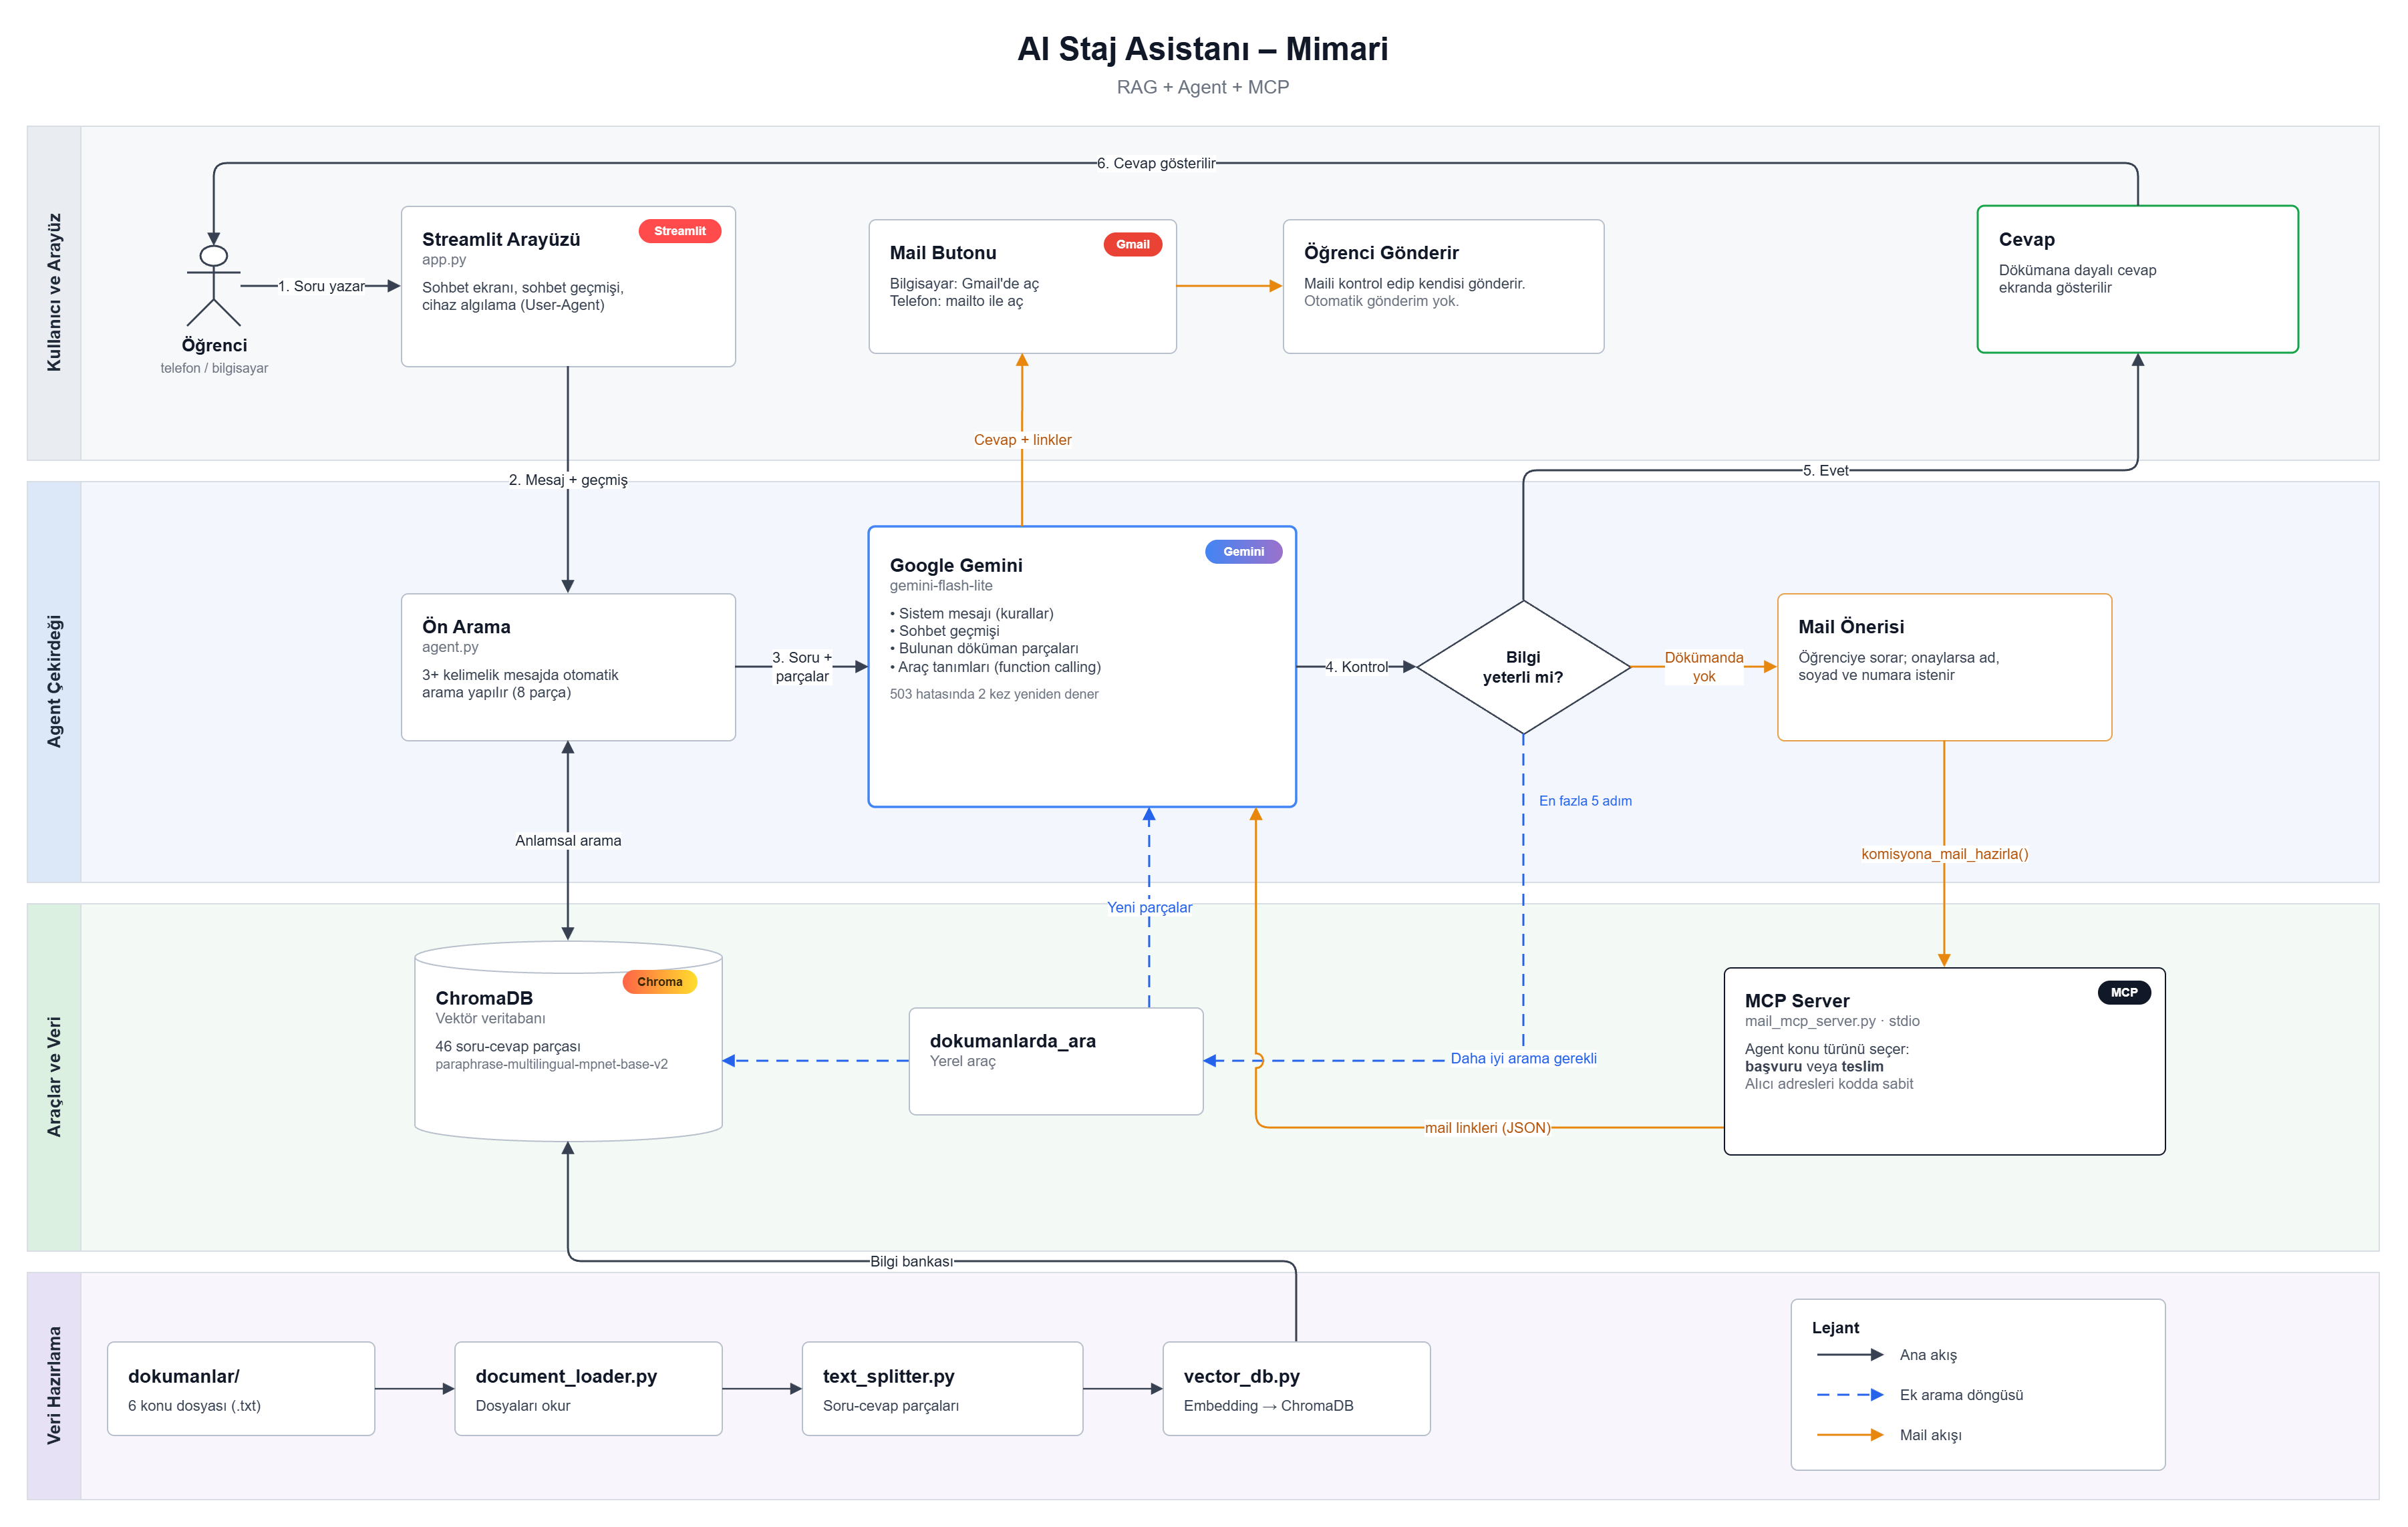 AI Staj Asistanı – Mimari
RAG + Agent + MCP
Kullanıcı ve Arayüz
6. Cevap gösterilir
Öğrenci
telefon / bilgisayar
1. Soru yazar
Streamlit Arayüzü
Streamlit
app.py
Sohbet ekranı, sohbet geçmişi,
cihaz algılama (User-Agent)
Mail Butonu
Gmail
Bilgisayar: Gmail'de aç
Telefon: mailto ile aç
Öğrenci Gönderir
Maili kontrol edip kendisi gönderir.
Otomatik gönderim yok.
Cevap
Dökümana dayalı cevap
ekranda gösterilir
Cevap + linkler
5. Evet
2. Mesaj + geçmiş
Agent Çekirdeği
Ön Arama
agent.py
3+ kelimelik mesajda otomatik
arama yapılır (8 parça)
3. Soru +
parçalar
Google Gemini
Gemini
gemini-flash-lite
• Sistem mesajı (kurallar)
• Sohbet geçmişi
• Bulunan döküman parçaları
• Araç tanımları (function calling)
503 hatasında 2 kez yeniden dener
4. Kontrol
Bilgi
yeterli mi?
Dökümanda
yok
Mail Önerisi
Öğrenciye sorar; onaylarsa ad,
soyad ve numara istenir
En fazla 5 adım
Anlamsal arama
komisyona_mail_hazirla()
Yeni parçalar
Araçlar ve Veri
Chroma
ChromaDB
Vektör veritabanı
46 soru-cevap parçası
paraphrase-multilingual-mpnet-base-v2
dokumanlarda_ara
Yerel araç
Daha iyi arama gerekli
MCP Server
MCP
mail_mcp_server.py · stdio
Agent konu türünü seçer:
başvuru veya teslim
Alıcı adresleri kodda sabit
mail linkleri (JSON)
Bilgi bankası
Veri Hazırlama
dokumanlar/
6 konu dosyası (.txt)
document_loader.py
Dosyaları okur
text_splitter.py
Soru-cevap parçaları
vector_db.py
Embedding → ChromaDB
Lejant
Ana akış
Ek arama döngüsü
Mail akışı